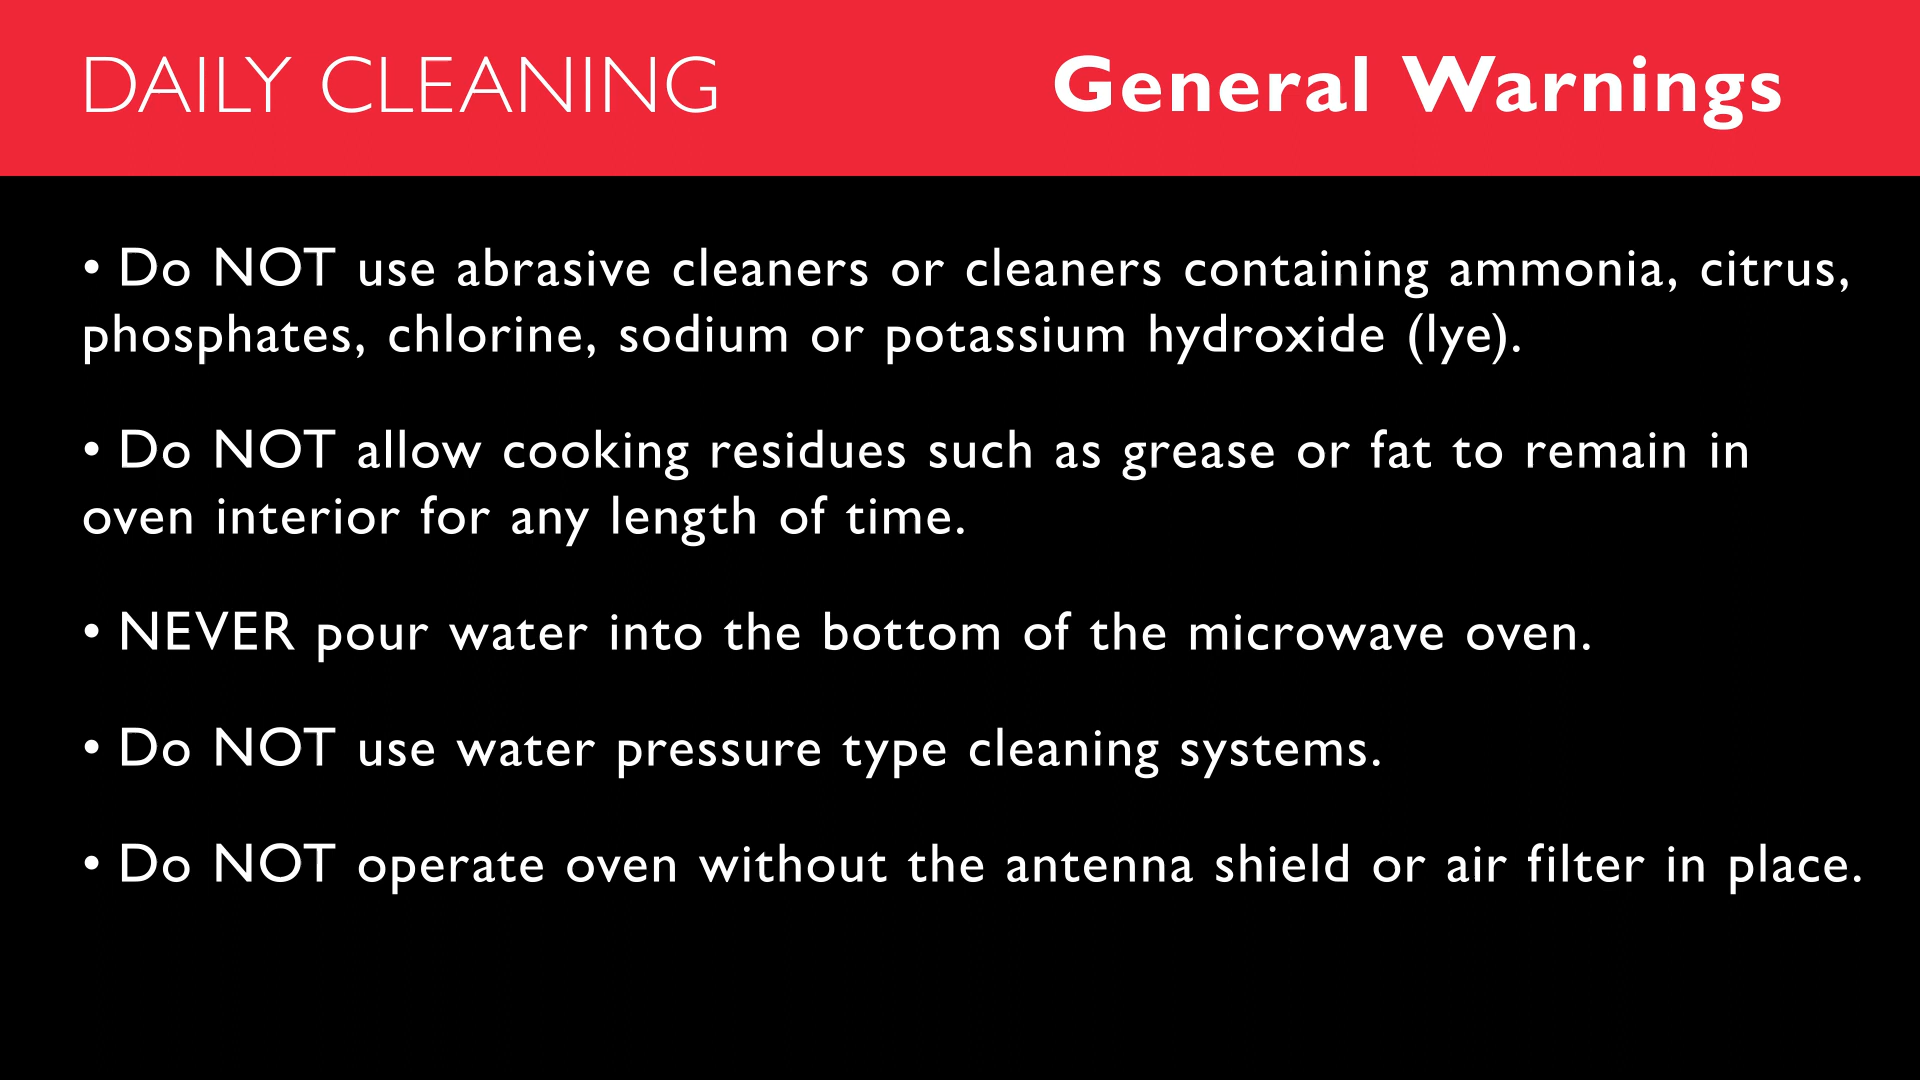 DAILY CLEANING
General Warnings
• Do NOT use abrasive cleaners or cleaners containing ammonia, citrus,
phosphates, chlorine, sodium or potassium hydroxide (lye).
• Do NOT allow cooking residues such as grease or fat to remain in
oven interior for any length of time.
• NEVER pour water into the bottom of the microwave oven.
• Do NOT use water pressure type cleaning systems.
• Do NOT operate oven without the antenna shield or air filter in place.